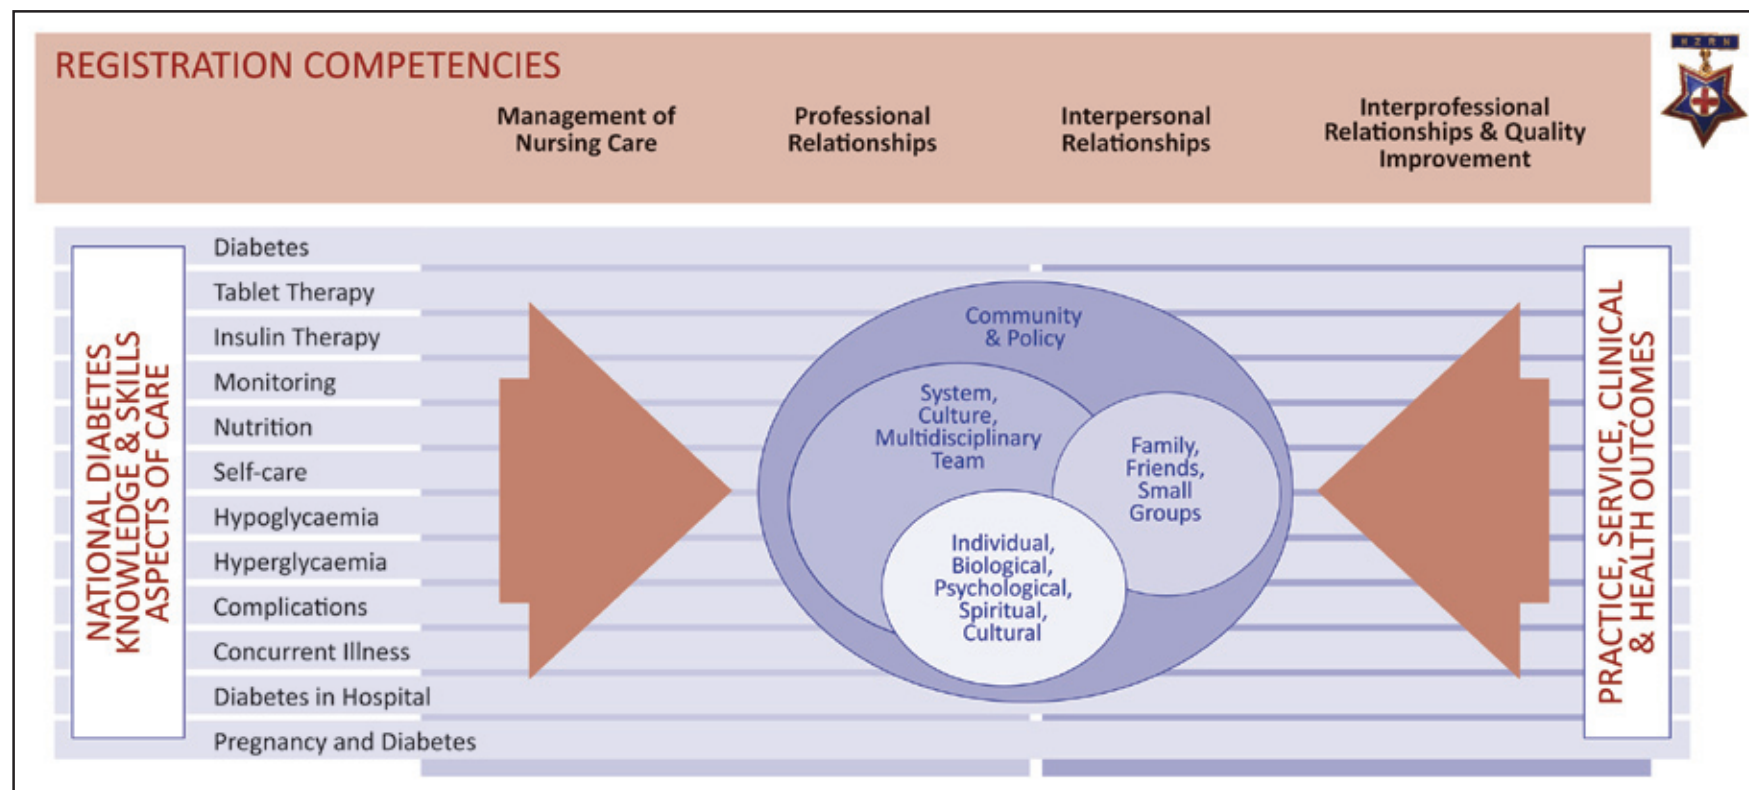 REGISTRATION COMPETENCIES
Management of
Nursing Care
Professional
Relationships
Interpersonal
Relationships
Interprofessional
Relationships & Quality
Improvement
NZRN
NATIONAL DIABETES
KNOWLEDGE & SKILLS
ASPECTS OF CARE
Diabetes
Tablet Therapy
Insulin Therapy
Monitoring
Nutrition
Self-care
Hypoglycaemia
Hyperglycaemia
Complications
Concurrent Illness
Diabetes in Hospital
Pregnancy and Diabetes
Community
& Policy
System,
Culture,
Multidisciplinary
Team
Family,
Friends,
Small
Groups
Individual,
Biological,
Psychological,
Spiritual,
Cultural
PRACTICE, SERVICE, CLINICAL
& HEALTH OUTCOMES